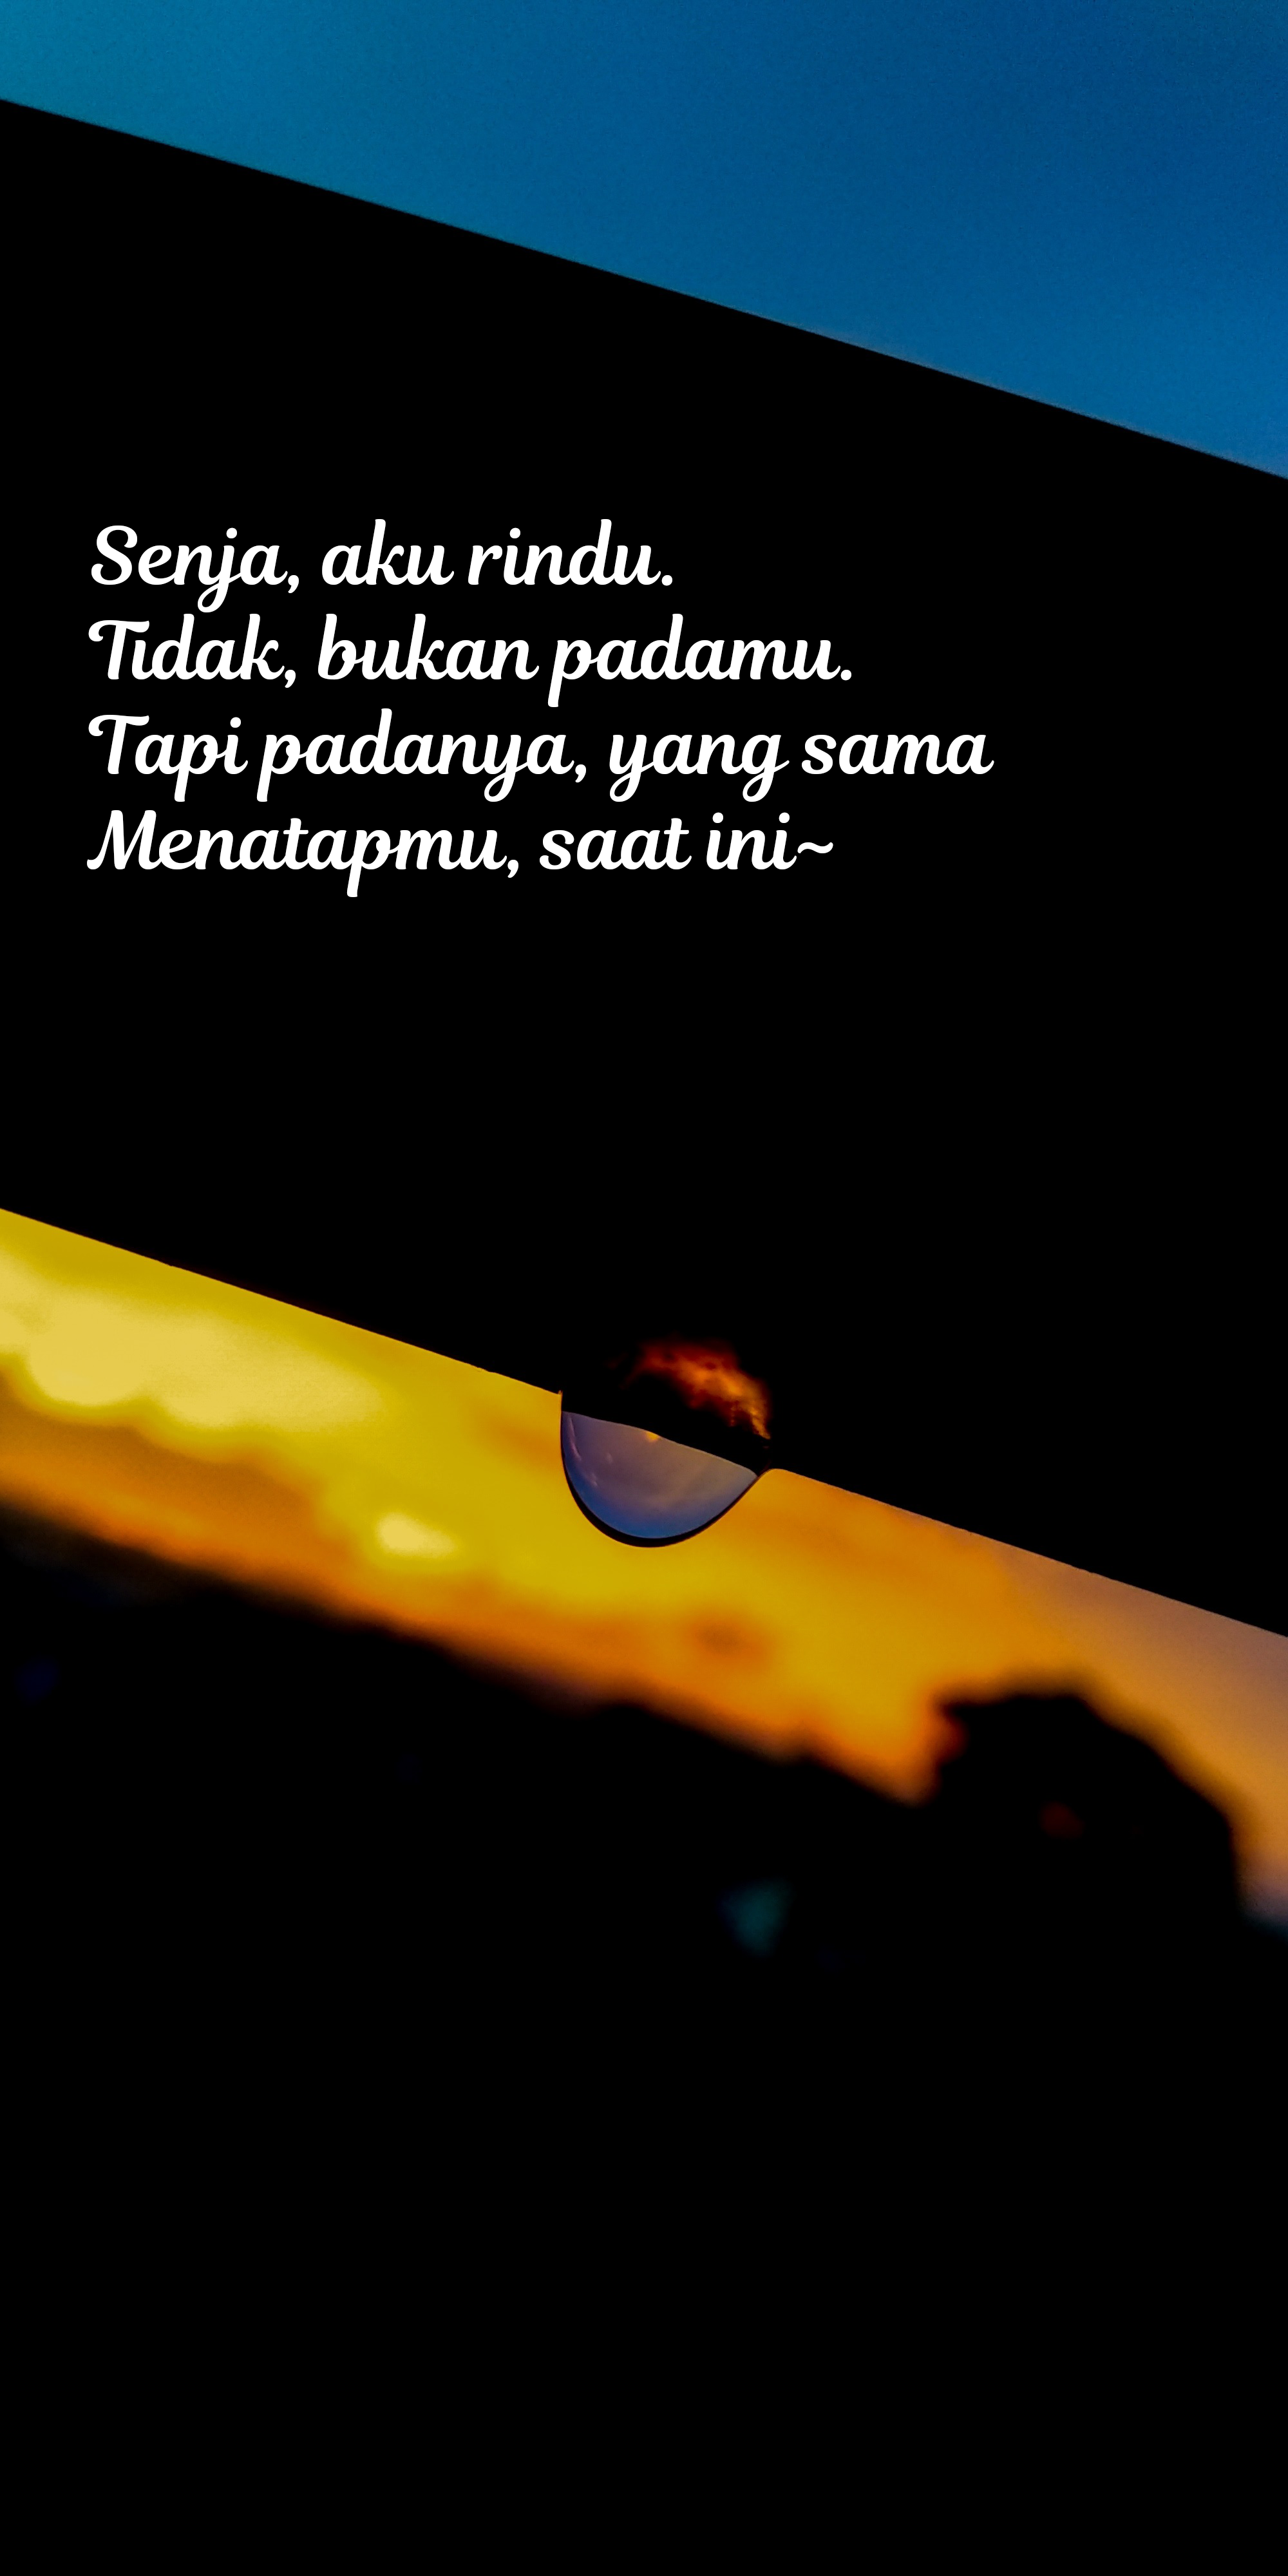 Senja, aku rindu.
Tidak, bukan padamu.
Tapi padanya, yang sama
Menatapmu, saat ini~